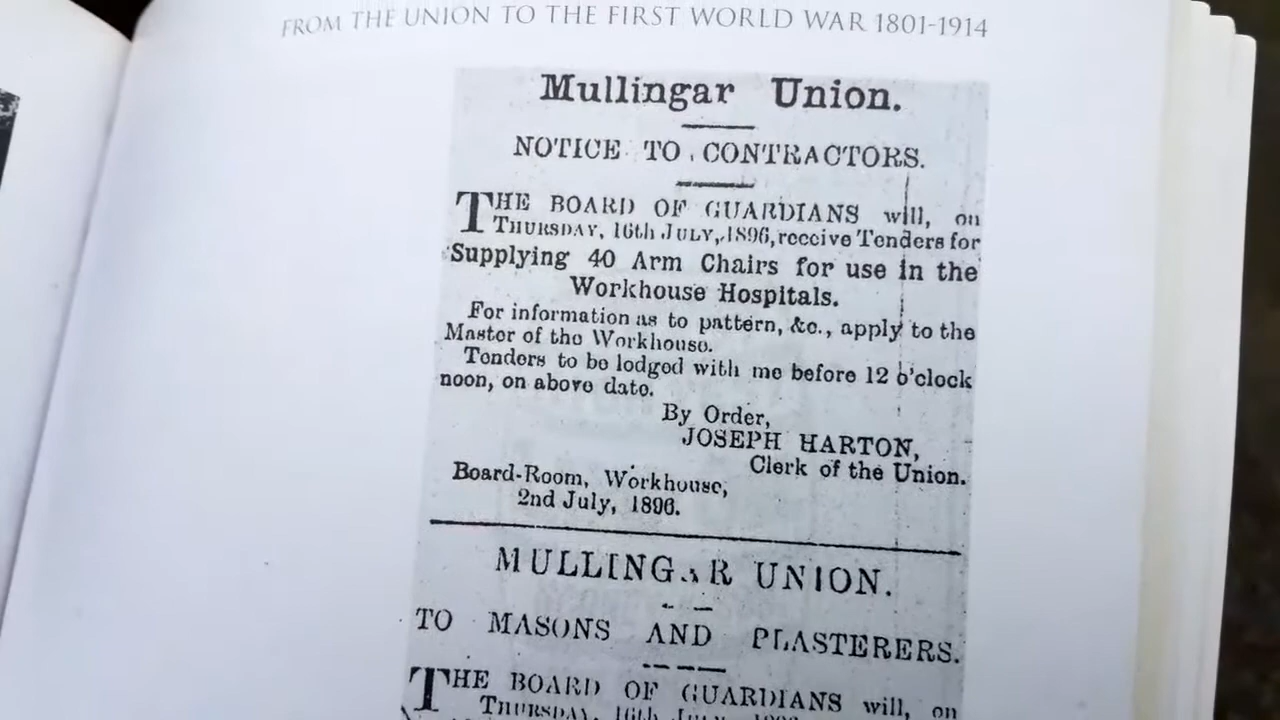 FROM THE UNION TO THE FIRST WORLD WAR 1801-1914
Mullingar Union.
NOTICE TO CONTRACTORS.
THE BOARD OF GUARDIANS will, on
THURSDAY, 16th JULY, 1896, receive Tenders for
Supplying 40 Arm Chairs for use in the
Workhouse Hospitals.
For information as to pattern, &c., apply to the
Master of the Workhouse.
Tenders to be lodged with me before 12 o'clock
noon, on above date.
By Order,
JOSEPH HARTON,
Clerk of the Union.
Board-Room, Workhouse,
2nd July, 1896.
MULLINGAR UNION.
TO MASONS AND PLASTERERS.
THE BOARD OF GUARDIANS will, on
THURSDAY, 16th JULY, 1896